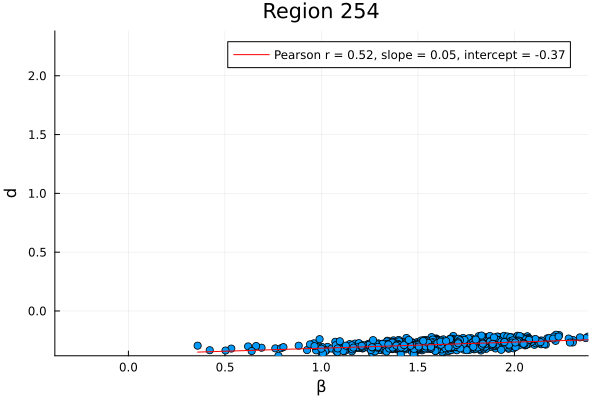 Region 254
Pearson r = 0.52, slope = 0.05, intercept = -0.37
2.0
1.5
1.0
0.5
0.0
d
0.0 0.5 1.0 1.5 2.0
β